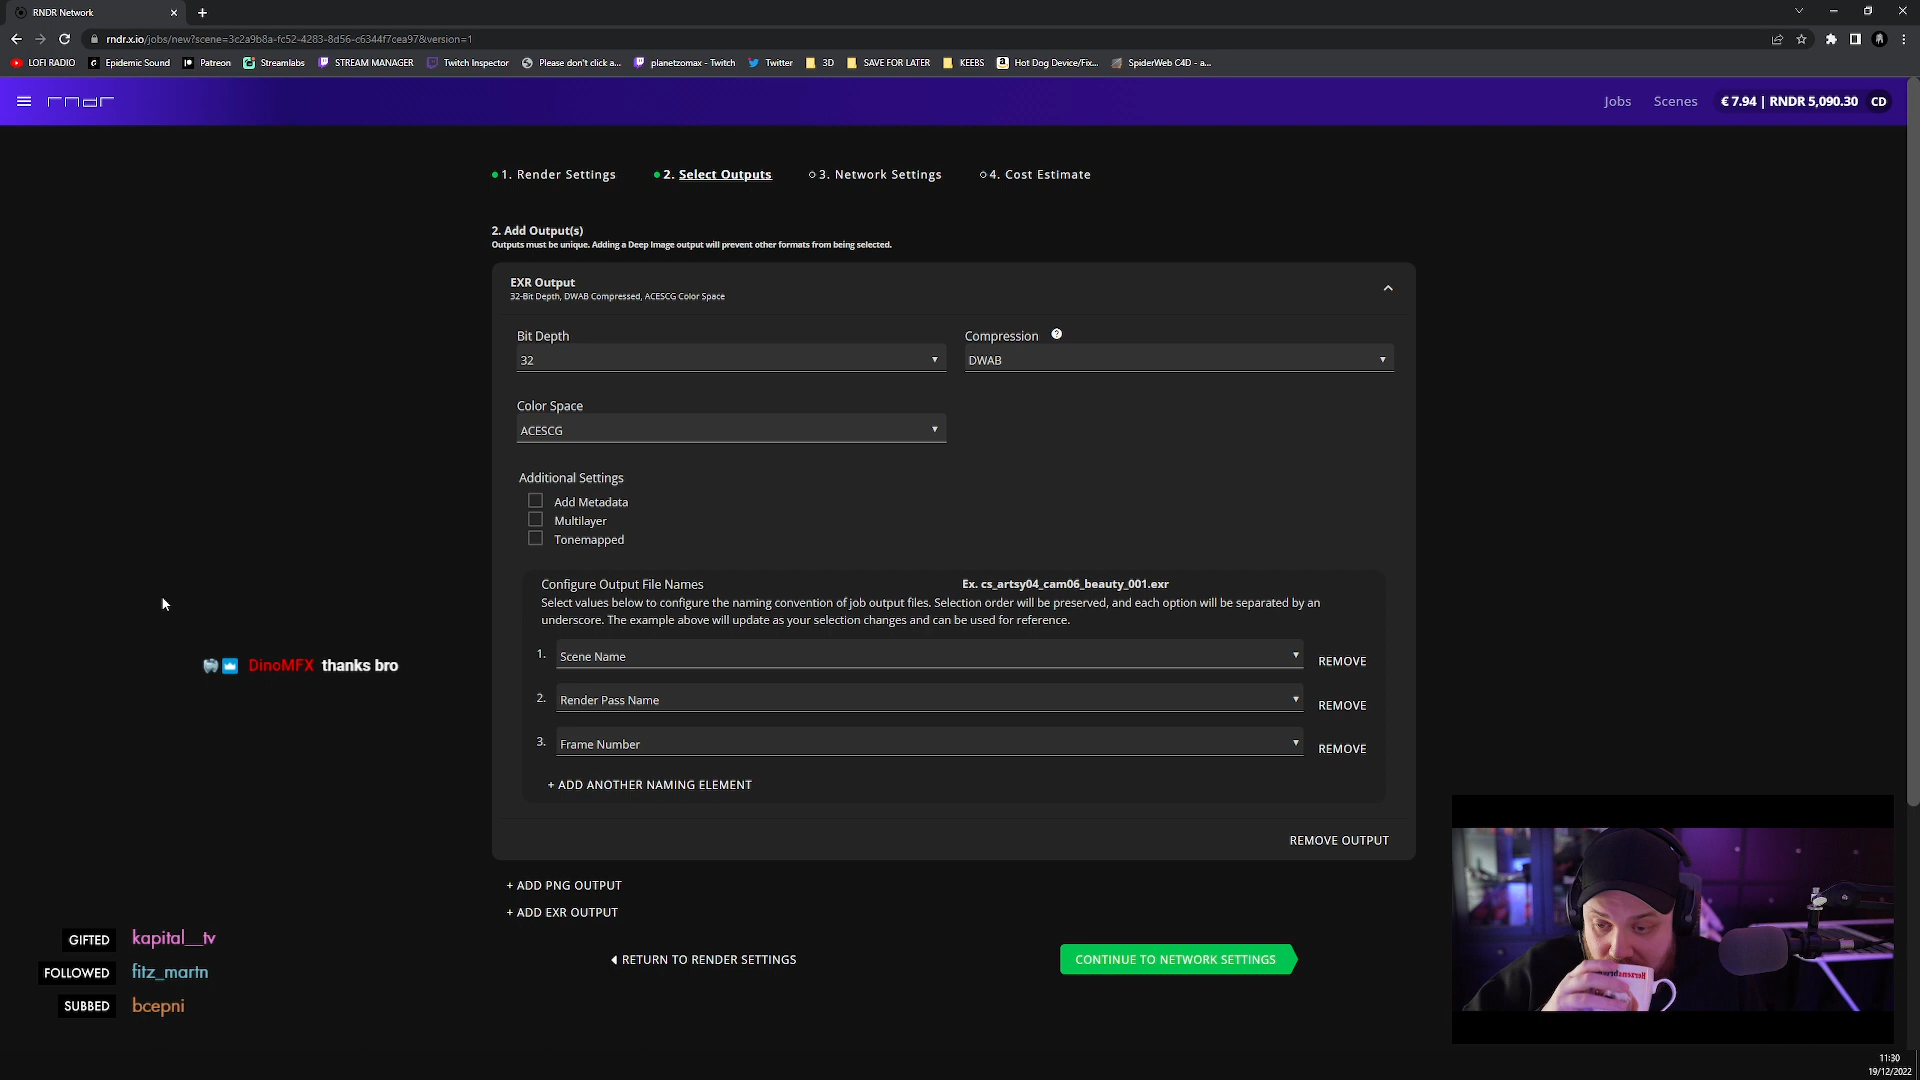 RNDR Network
rndr.x.io/jobs/new?scene=3c2a9b8a-fc52-4283-8d56-c6344f7cea97&version=1
LOFI RADIO
Epidemic Sound
Patreon
Streamlabs
STREAM MANAGER
Twitch Inspector
Please don't click a...
planetzomax - Twitch
Twitter
3D
SAVE FOR LATER
KEEBS
Hot Dog Device/Fix...
SpiderWeb C4D - a...
rndr
Jobs
Scenes
€ 7.94 | RNDR 5,090.30
CD
1. Render Settings
2. Select Outputs
3. Network Settings
4. Cost Estimate
2. Add Output(s)
Outputs must be unique. Adding a Deep Image output will prevent other formats from being selected.
EXR Output
32-Bit Depth, DWAB Compressed, ACESCG Color Space
Bit Depth
32
Compression
?
DWAB
Color Space
ACESCG
Additional Settings
Add Metadata
Multilayer
Tonemapped
Configure Output File Names
Ex. cs_artsy04_cam06_beauty_001.exr
Select values below to configure the naming convention of job output files. Selection order will be preserved, and each option will be separated by an
underscore. The example above will update as your selection changes and can be used for reference.
1. Scene Name
REMOVE
2. Render Pass Name
REMOVE
3. Frame Number
REMOVE
+ ADD ANOTHER NAMING ELEMENT
REMOVE OUTPUT
+ ADD PNG OUTPUT
+ ADD EXR OUTPUT
RETURN TO RENDER SETTINGS
CONTINUE TO NETWORK SETTINGS
DinoMFX thanks bro
GIFTED kapital__tv
FOLLOWED fitz_martn
SUBBED bcepni
11:30
19/12/2022